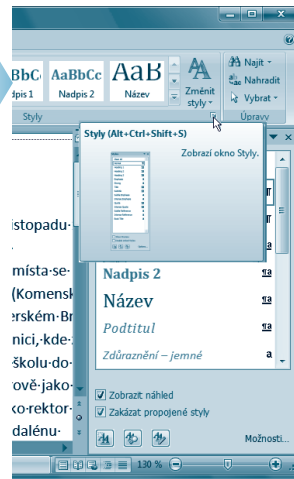 BbC AaBbCc AaB
dpis 1 Nadpis 2 Název
Změnit
styly
Najít
Nahradit
Vybrat
Styly
Úpravy
Styly (Alt+Ctrl+Shift+S)
Zobrazí okno Styly.
istopadu·
místa·se·
(Komensk
erském·Br
nici,·kde·
školu·do·
ově·jako·
ko·rektor·
dalénu·
Nadpis 2 ¶a
Název ¶a
Podtitul ¶a
Zdůraznění – jemné a
Zobrazit náhled
Zakázat propojené styly
Možnosti...
130 %